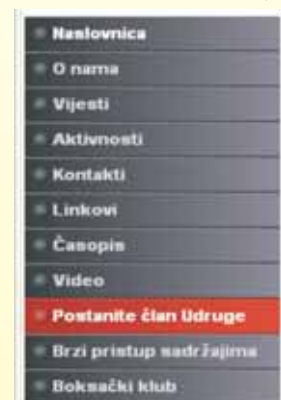 Naslovnica
O nama
Vijesti
Aktivnosti
Kontakti
Linkovi
Časopis
Video
Postanite član Udruge
Brzi pristup sadržajima
Boksački klub